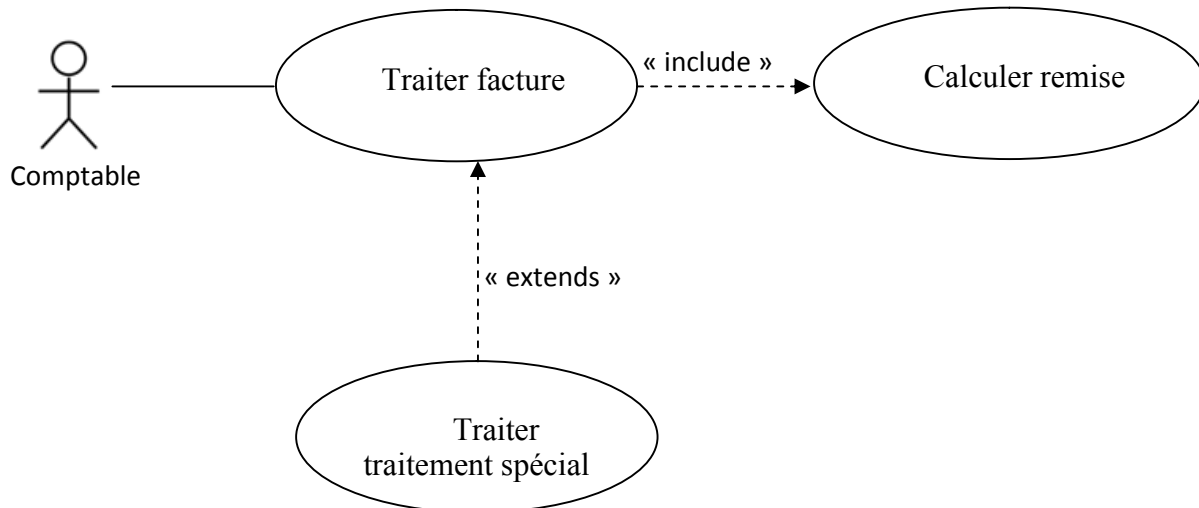 Traiter facture
« include »
Calculer remise
Comptable
« extends »
Traiter
traitement spécial